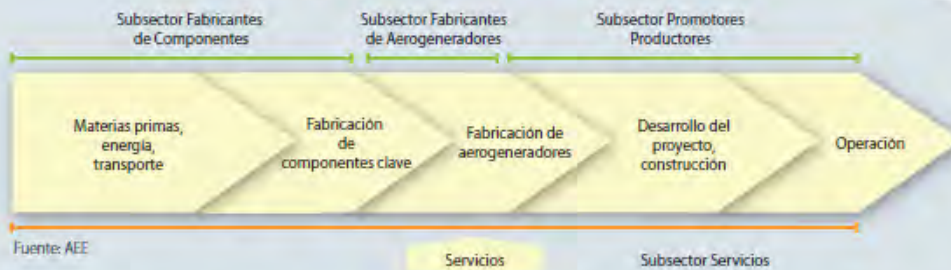 Subsector Fabricantes
de Componentes
Subsector Fabricantes
de Aerogeneradores
Subsector Promotores
Productores
Materias primas,
energía,
transporte
Fabricación
de
componentes clave
Fabricación de
aerogeneradores
Desarrollo del
proyecto,
construcción
Operación
Fuente: AEE
Servicios
Subsector Servicios